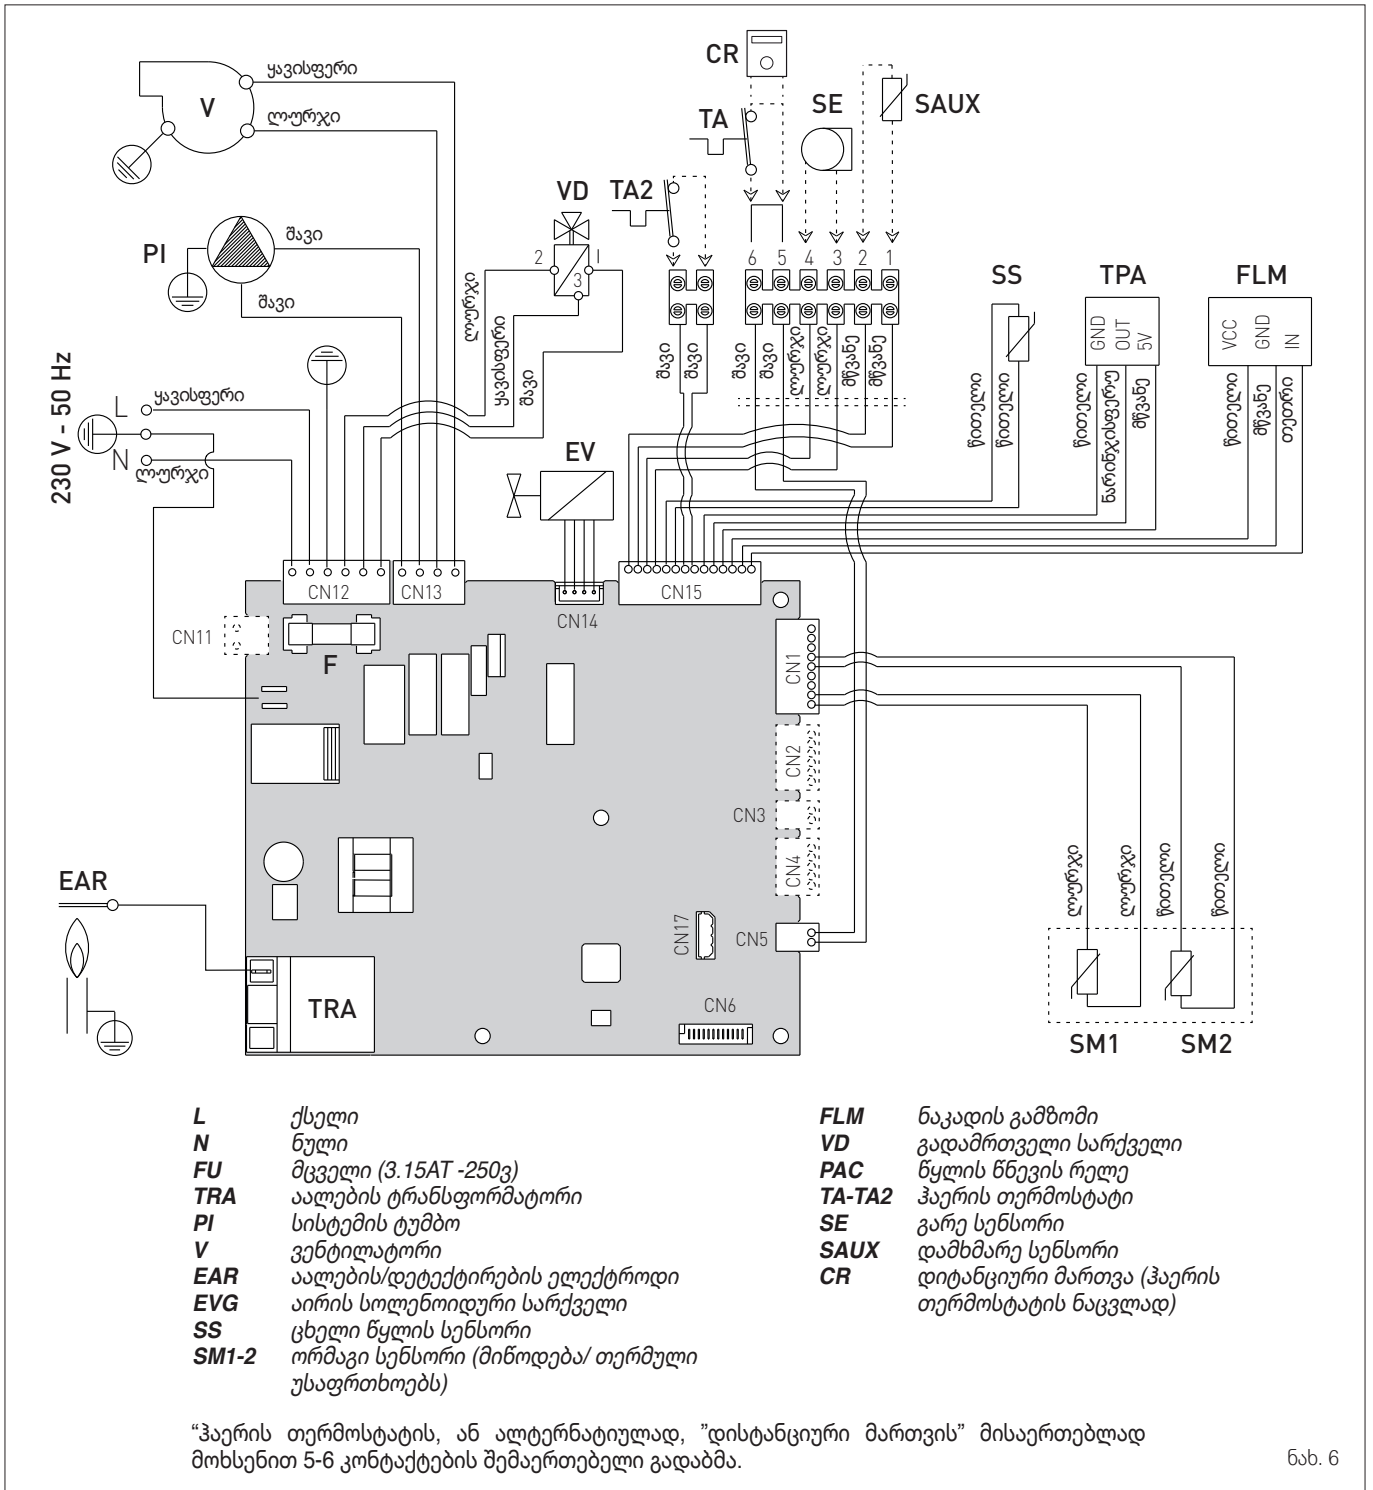 ყავისფერი
ლურჯი
V
CR
TA
SE
SAUX
VD
TA2
PI
შავი
შავი
2
1
3
ლურჯი
ყავისფერი
შავი
6
5
4
3
2
1
შავი
შავი
შავი
შავი
ლურჯი
ლურჯი
მწვანე
მწვანე
SS
TPA
FLM
GND
OUT
5V
VCC
GND
IN
წითელი
წითელი
წითელი
ნარინჯისფერუ
მწვანე
წითელი
მწვანე
თეთრი
230 V - 50 Hz
L
ყავისფერი
N
ლურჯი
EV
CN12
CN13
CN14
CN15
CN11
F
CN1
CN2
CN3
CN4
CN5
CN17
CN6
EAR
TRA
ლურჯი
ლურჯი
წითელი
წითელი
SM1
SM2
L ქსელი
N ნული
FU მცველი (3.15AT -250ვ)
TRA აალების ტრანსფორმატორი
PI სისტემის ტუმბო
V ვენტილატორი
EAR აალების/დეტექტირების ელექტროდი
EVG აირის სოლენოიდური სარქველი
SS ცხელი წყლის სენსორი
SM1-2 ორმაგი სენსორი (მიწოდება/ თერმული
უსაფრთხოებს)
FLM ნაკადის გამზომი
VD გადამრთველი სარქველი
PAC წყლის წნევის რელე
TA-TA2 ჰაერის თერმოსტატი
SE გარე სენსორი
SAUX დამხმარე სენსორი
CR დიტანციური მართვა (ჰაერის
თერმოსტატის ნაცვლად)
“ჰაერის თერმოსტატის, ან ალტერნატიულად, ”დისტანციური მართვის” მისაერთებლად
მოხსენით 5-6 კონტაქტების შემაერთებელი გადაბმა.
ნახ. 6